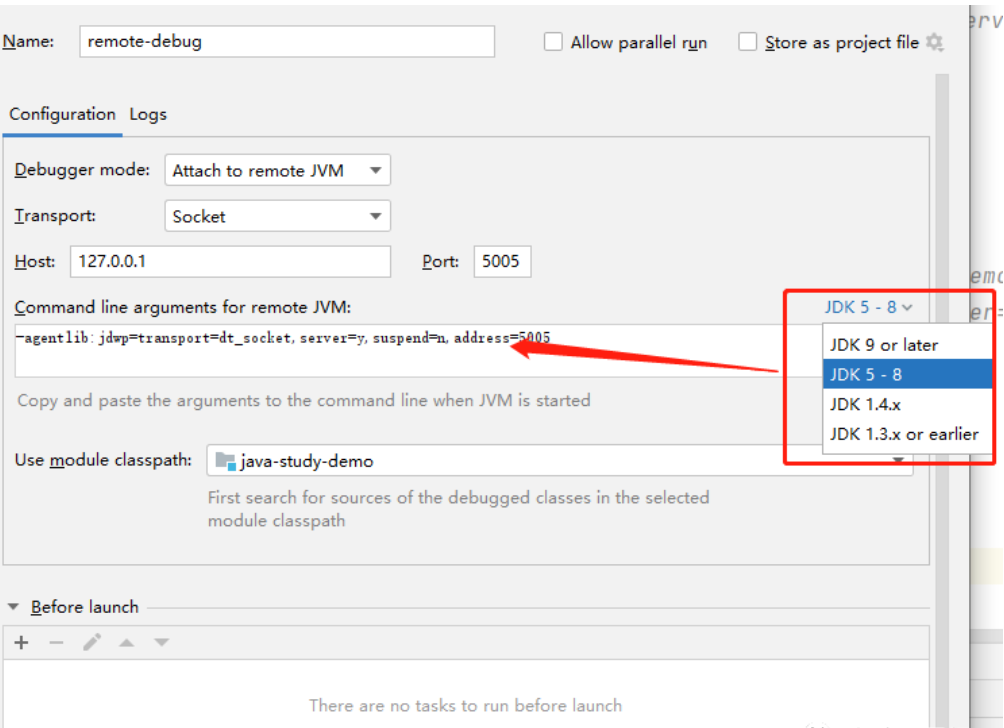 Name: remote-debug Allow parallel run Store as project file
Configuration Logs
Debugger mode: Attach to remote JVM
Transport: Socket
Host: 127.0.0.1 Port: 5005
Command line arguments for remote JVM: JDK 5 - 8
-agentlib:jdwp=transport=dt_socket,server=y,suspend=n,address=5005
JDK 9 or later
JDK 5 - 8
JDK 1.4.x
JDK 1.3.x or earlier
Copy and paste the arguments to the command line when JVM is started
Use module classpath: java-study-demo
First search for sources of the debugged classes in the selected
module classpath
Before launch
There are no tasks to run before launch